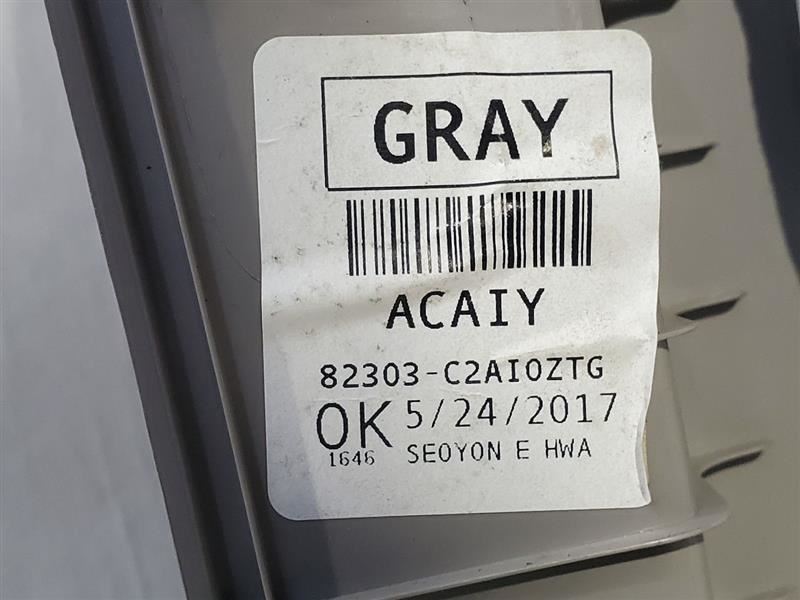 GRAY
ACAIY
82303-C2AI0ZTG
OK 5/24/2017
1646 SEOYON E HWA